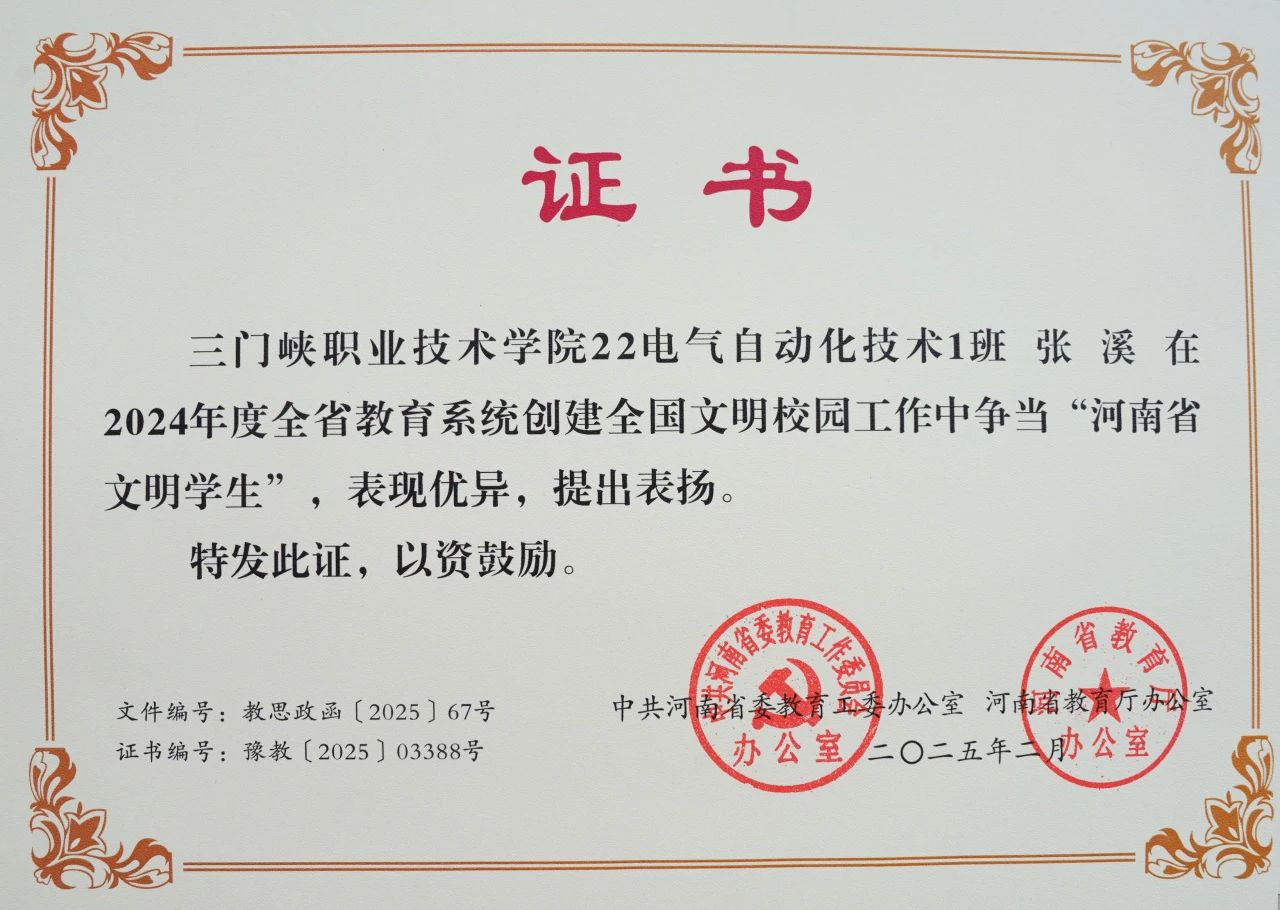 证 书
三门峡职业技术学院22电气自动化技术1班 张 溪 在
2024年度全省教育系统创建全国文明校园工作中争当“河南省
文明学生”，表现优异，提出表扬。
特发此证，以资鼓励。
文件编号：教思政函〔2025〕67号
证书编号：豫教〔2025〕03388号
中共河南省委教育工委办公室 河南省教育厅办公室
二〇二五年二月
中共河南省委教育工作委员会
办公室
河南省教育厅
办公室